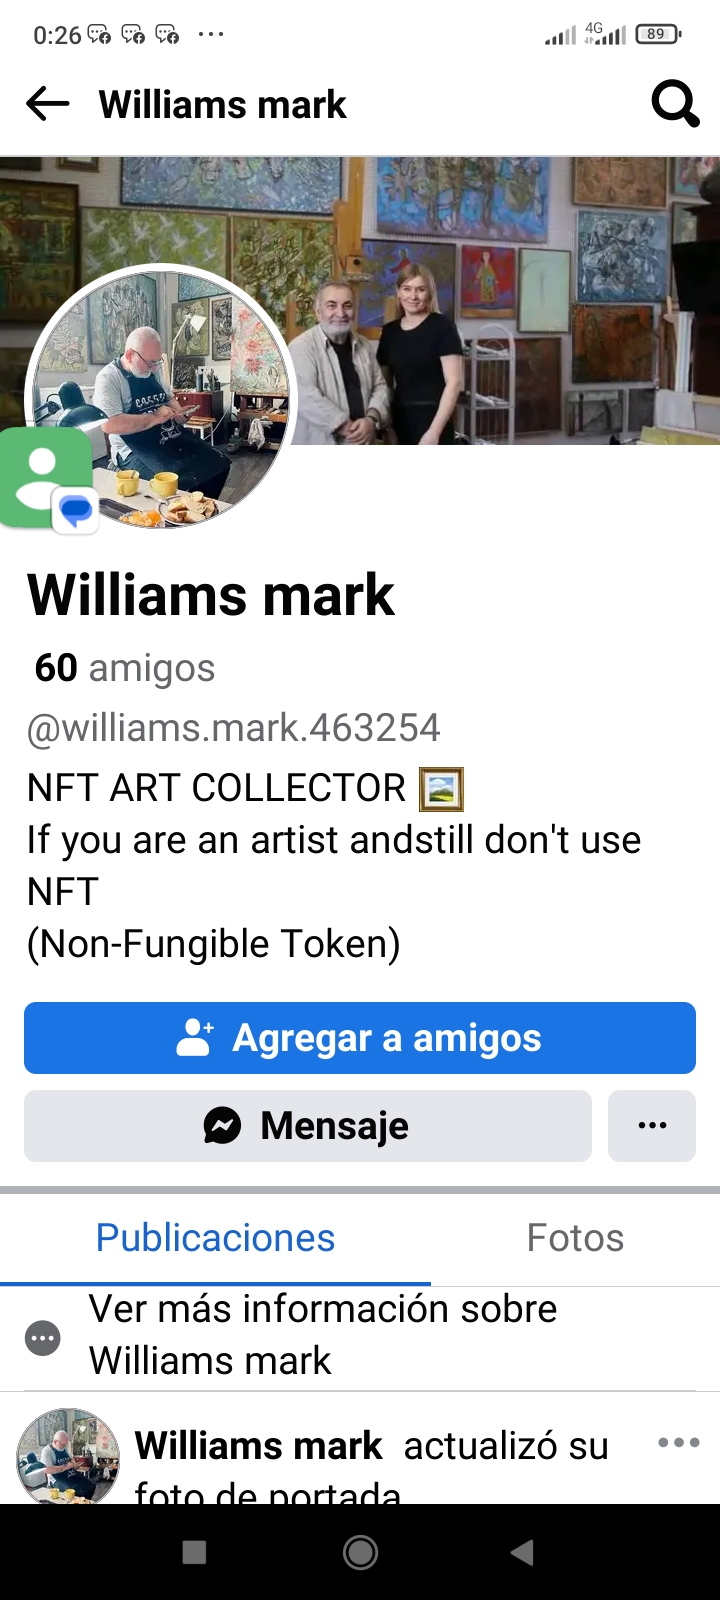 0:26
4G
89
Williams mark
Williams mark
60 amigos
@williams.mark.463254
NFT ART COLLECTOR
If you are an artist andstill don't use
NFT
(Non-Fungible Token)
Agregar a amigos
Mensaje
Publicaciones
Fotos
Ver más información sobre
Williams mark
Williams mark actualizó su
foto de portada